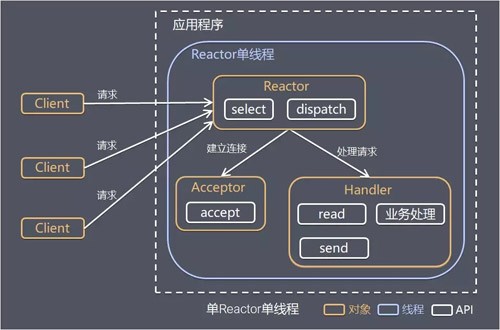 应用程序
Reactor单线程
Reactor
select
dispatch
Client
请求
Client
请求
Client
请求
建立连接
处理请求
Acceptor
accept
Handler
read
业务处理
send
单Reactor单线程
对象
线程
API